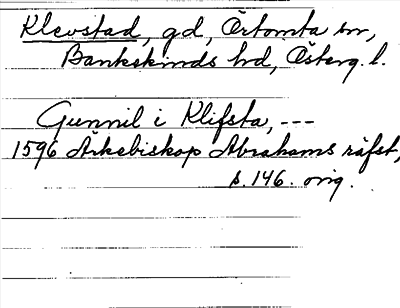 Klevstad, gd, Örtomta sn,
Bankekinds hd, Österg. l.
Gunnil i Klifsta, ---
1596 Ärkebiskop Abrahams räfst,
s. 146. orig.